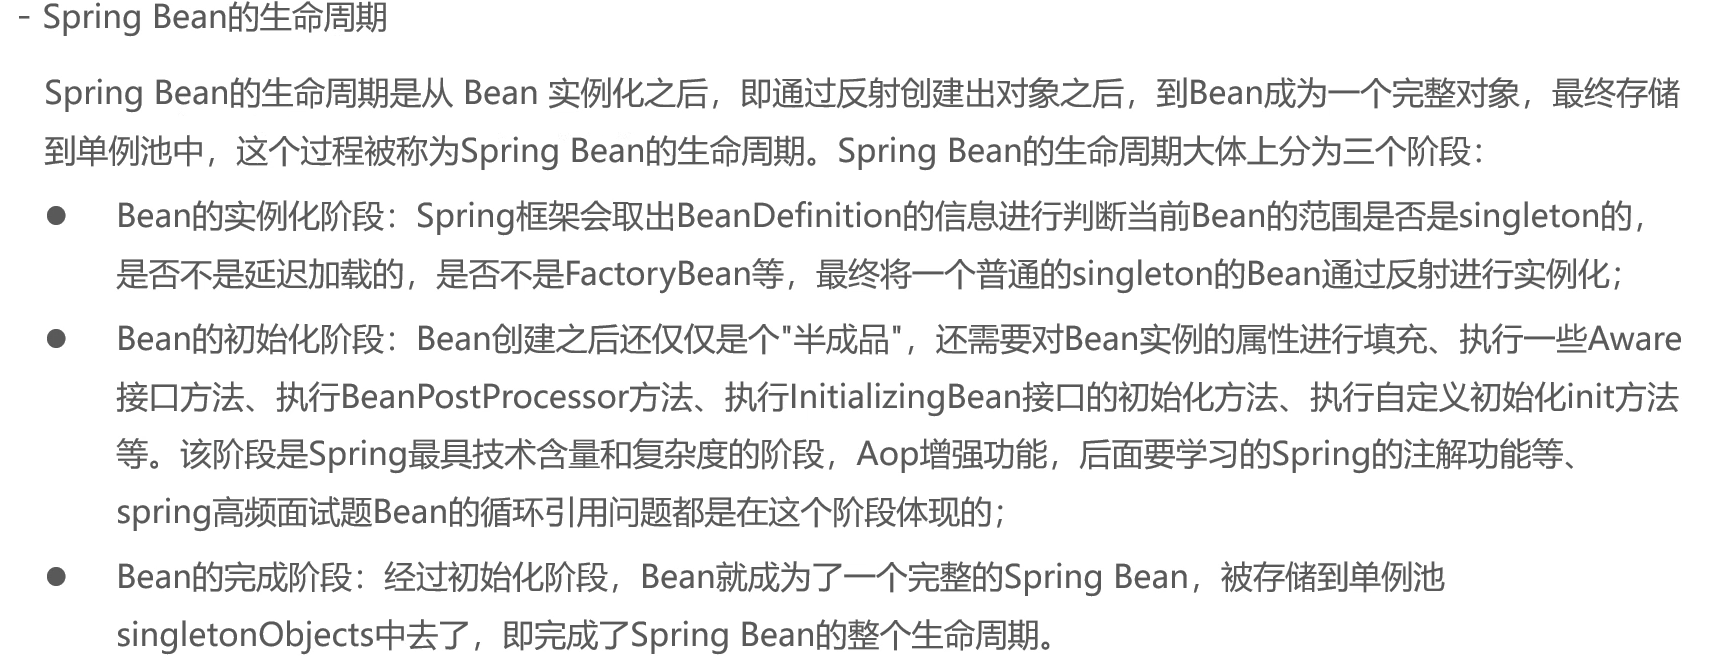 - Spring Bean的生命周期
Spring Bean的生命周期是从 Bean 实例化之后，即通过反射创建出对象之后，到Bean成为一个完整对象，最终存储
到单例池中，这个过程被称为Spring Bean的生命周期。Spring Bean的生命周期大体上分为三个阶段：
● Bean的实例化阶段：Spring框架会取出BeanDefinition的信息进行判断当前Bean的范围是否是singleton的，
是否不是延迟加载的，是否不是FactoryBean等，最终将一个普通的singleton的Bean通过反射进行实例化；
● Bean的初始化阶段：Bean创建之后还仅仅是个"半成品"，还需要对Bean实例的属性进行填充、执行一些Aware
接口方法、执行BeanPostProcessor方法、执行InitializingBean接口的初始化方法、执行自定义初始化init方法
等。该阶段是Spring最具技术含量和复杂度的阶段，Aop增强功能，后面要学习的Spring的注解功能等、
spring高频面试题Bean的循环引用问题都是在这个阶段体现的；
● Bean的完成阶段：经过初始化阶段，Bean就成为了一个完整的Spring Bean，被存储到单例池
singletonObjects中去了，即完成了Spring Bean的整个生命周期。